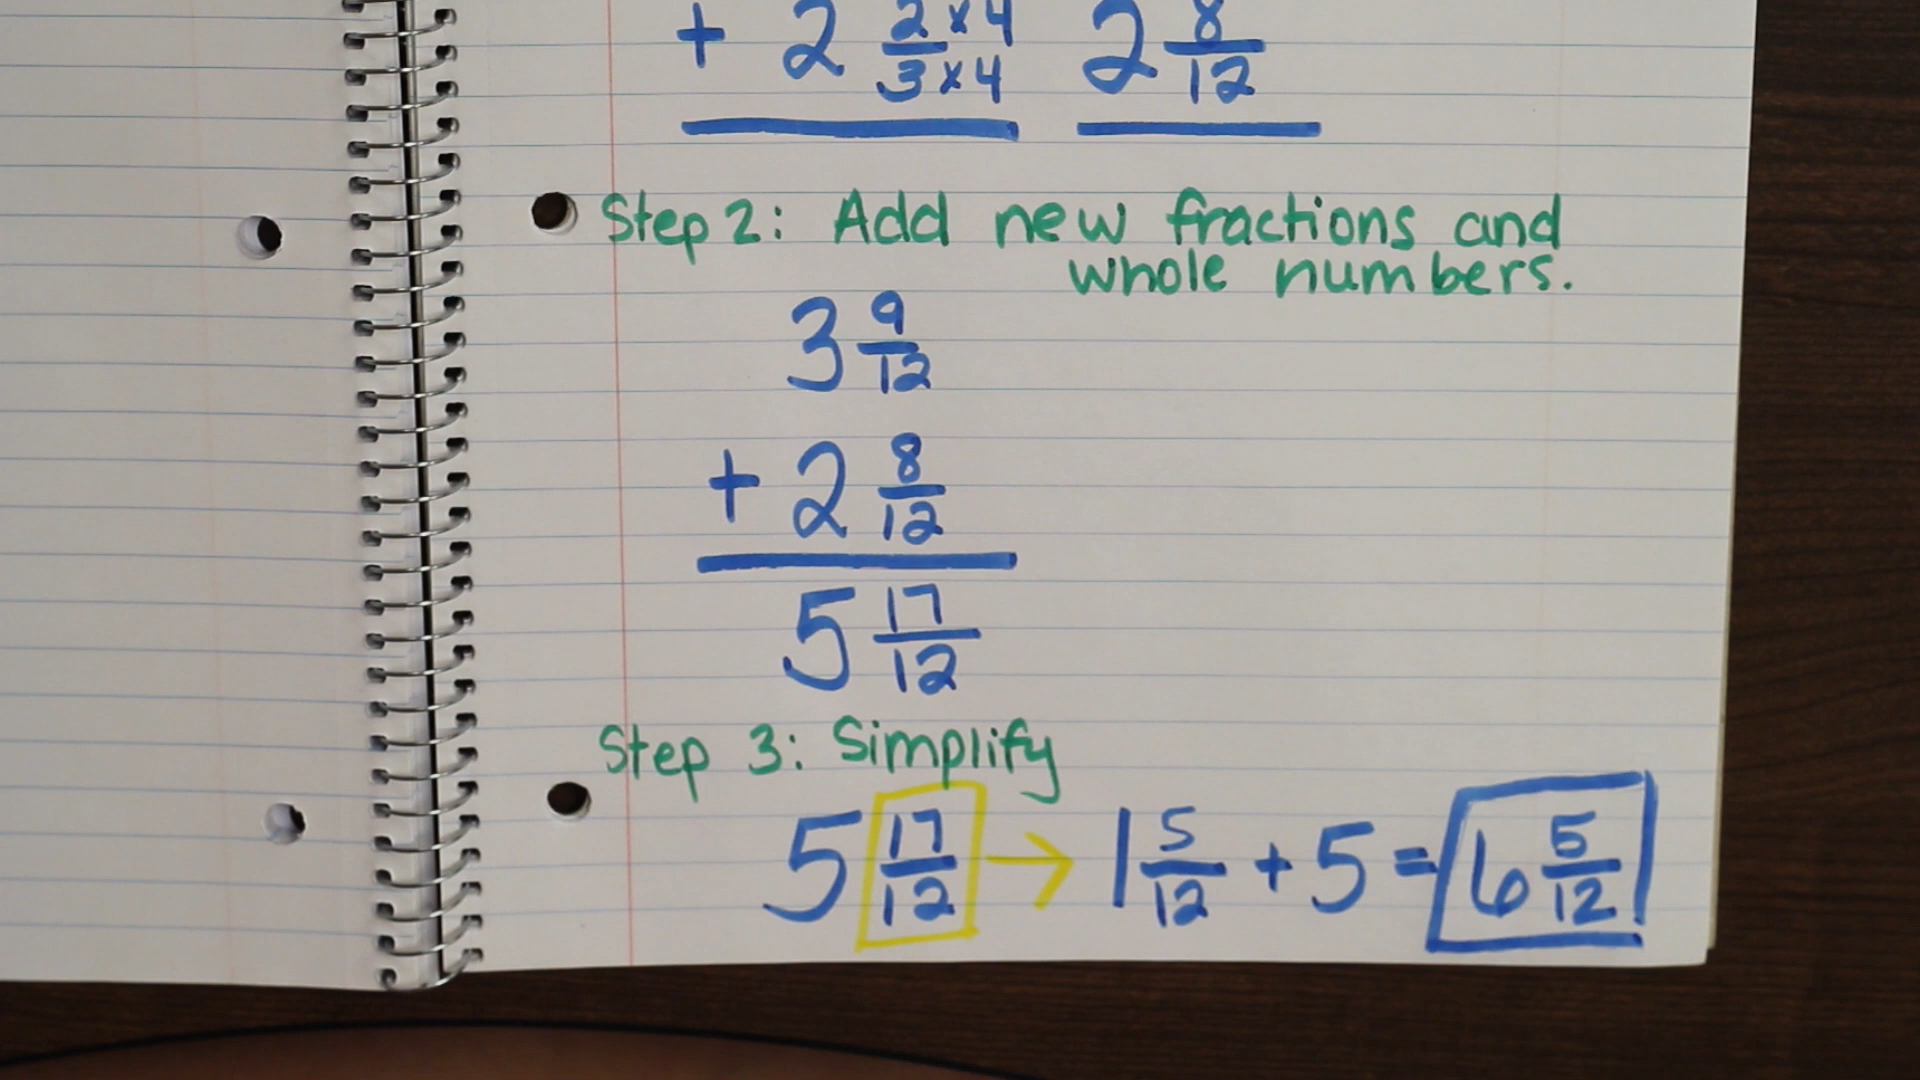 + 2 2/3 ×4/×4 2 8/12
Step 2: Add new fractions and
whole numbers.
3 9/12
+ 2 8/12
5 17/12
Step 3: Simplify
5 17/12 → 1 5/12 + 5 = 6 5/12